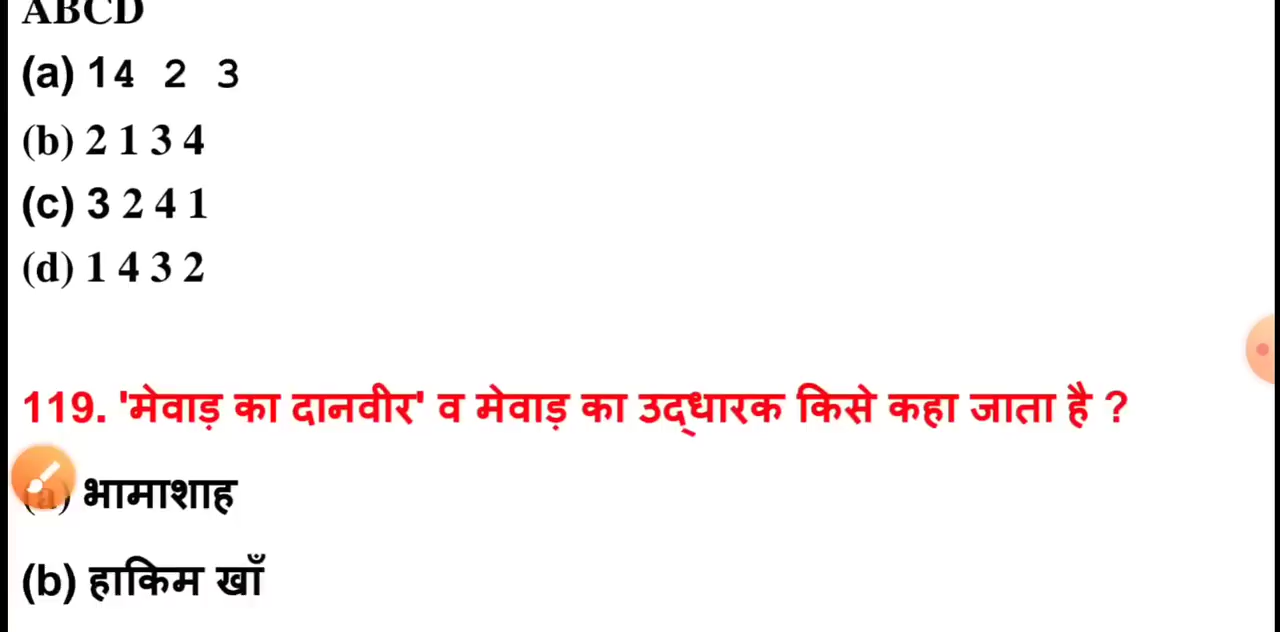 ABCD
(a) 14 2 3
(b) 2 1 3 4
(c) 3 2 4 1
(d) 1 4 3 2
119. 'मेवाड़ का दानवीर' व मेवाड़ का उद्धारक किसे कहा जाता है ?
(a) भामाशाह
(b) हाकिम खाँ